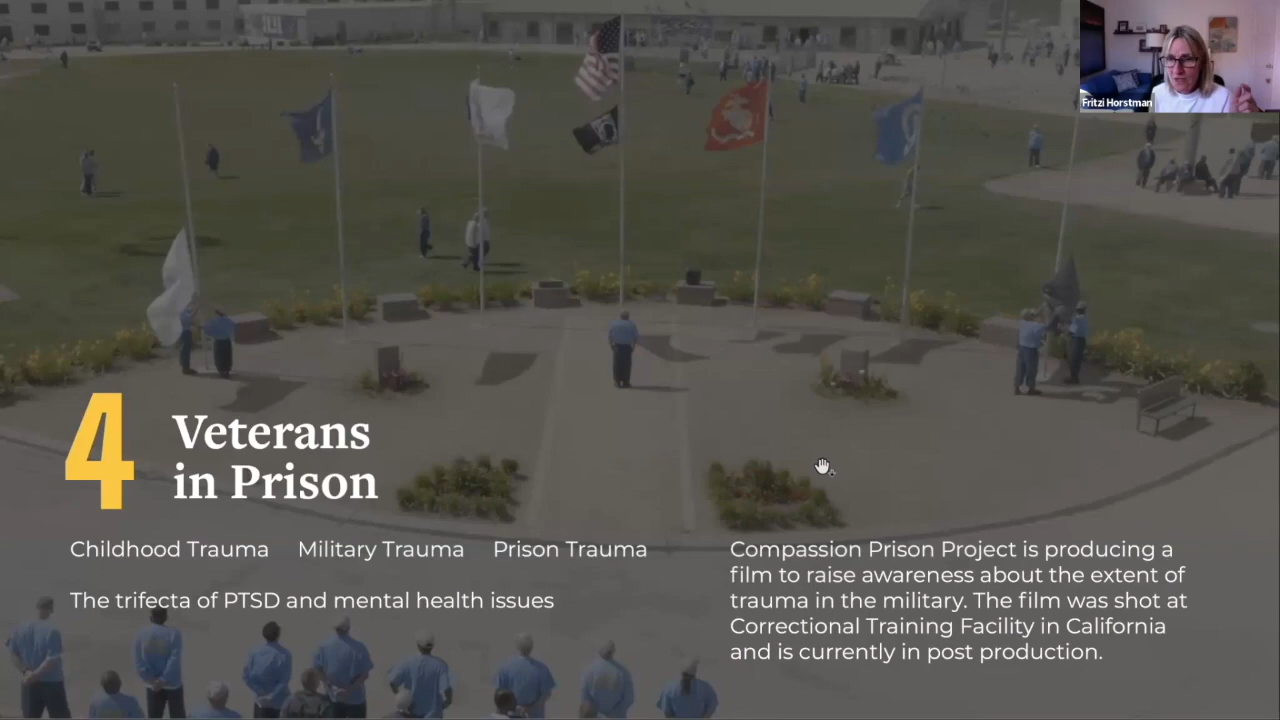 Fritzi Horstman
4
Veterans
in Prison
Childhood Trauma Military Trauma Prison Trauma
The trifecta of PTSD and mental health issues
Compassion Prison Project is producing a
film to raise awareness about the extent of
trauma in the military. The film was shot at
Correctional Training Facility in California
and is currently in post production.